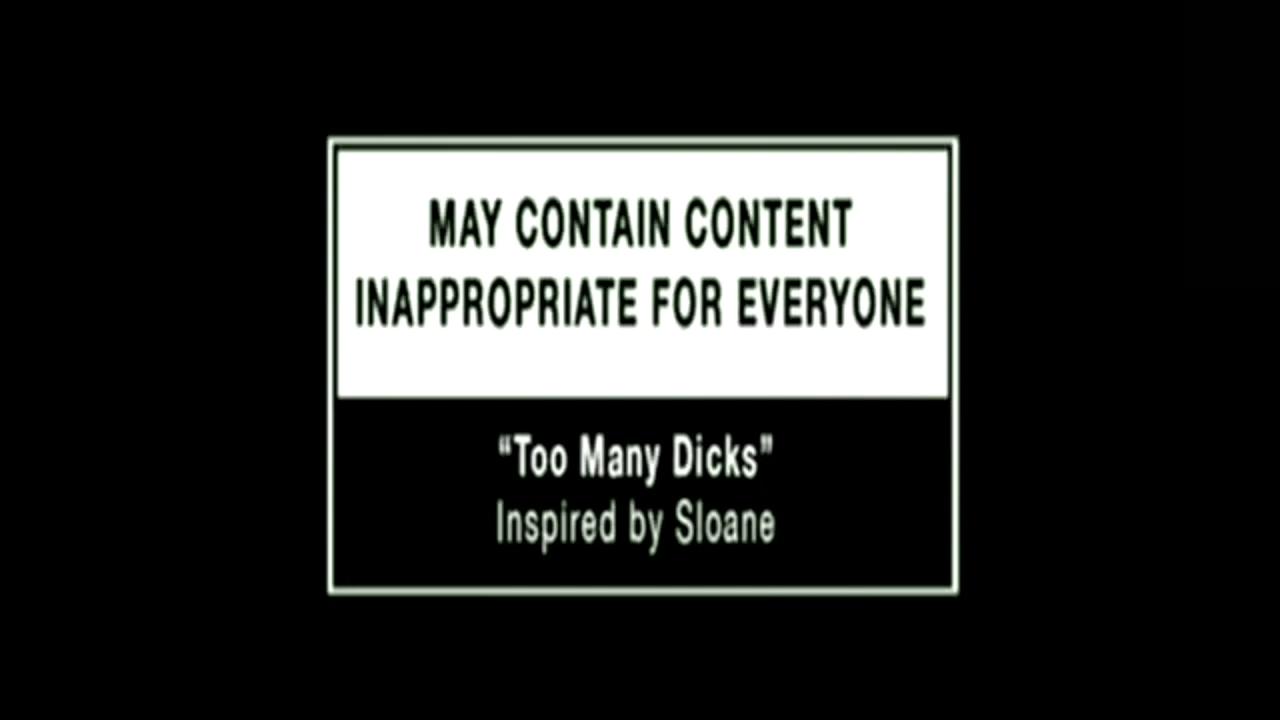 MAY CONTAIN CONTENT
INAPPROPRIATE FOR EVERYONE
“Too Many Dicks”
Inspired by Sloane